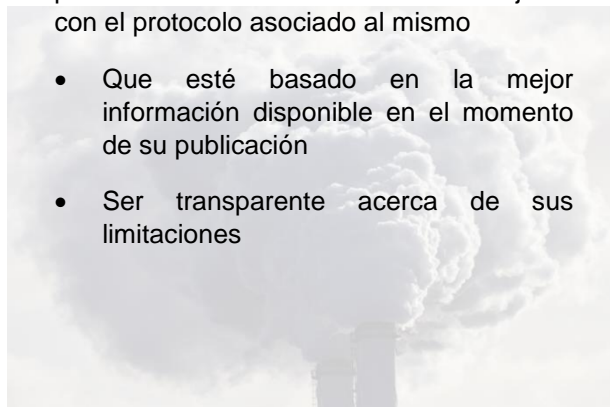 con el protocolo asociado al mismo
• Que esté basado en la mejor
información disponible en el momento
de su publicación
• Ser transparente acerca de sus
limitaciones